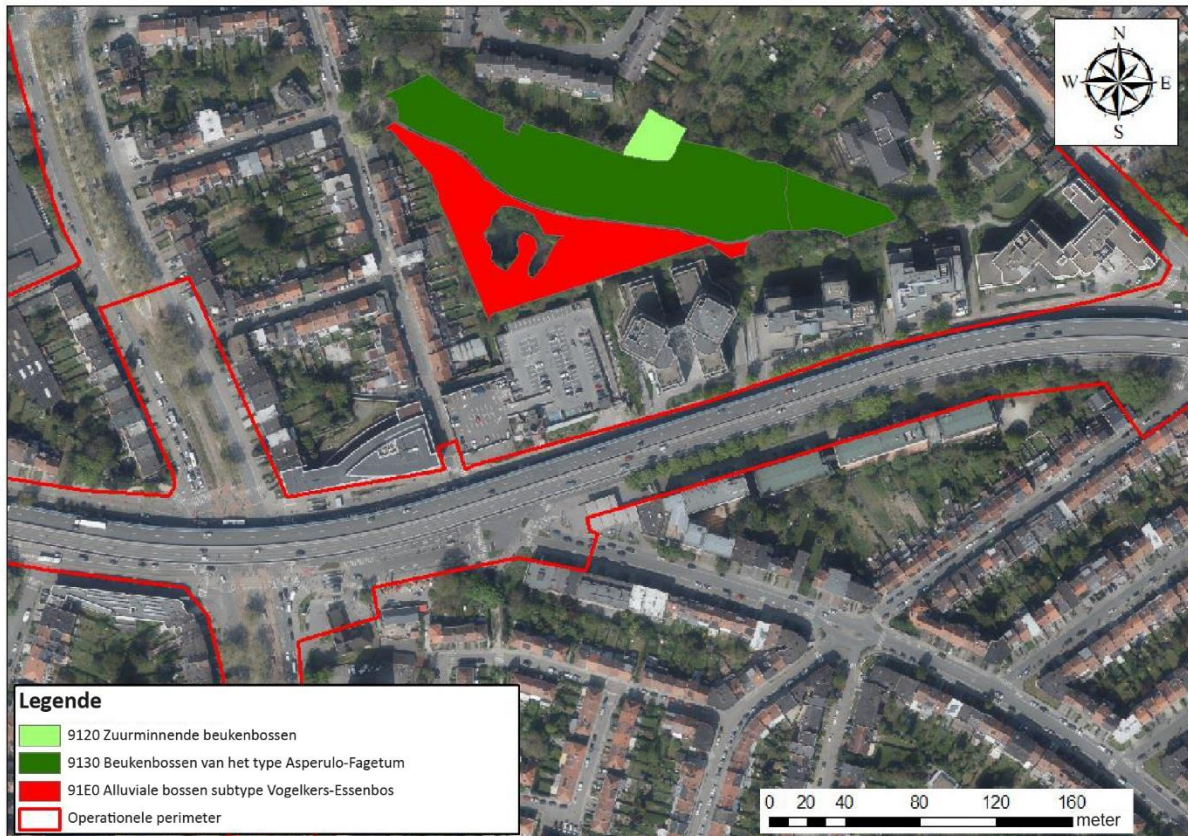 N
W E
S
Legende
9120 Zuurminnende beukenbossen
9130 Beukenbossen van het type Asperulo-Fagetum
91E0 Alluviale bossen subtype Vogelkers-Essenbos
Operationele perimeter
0 20 40 80 120 160
meter